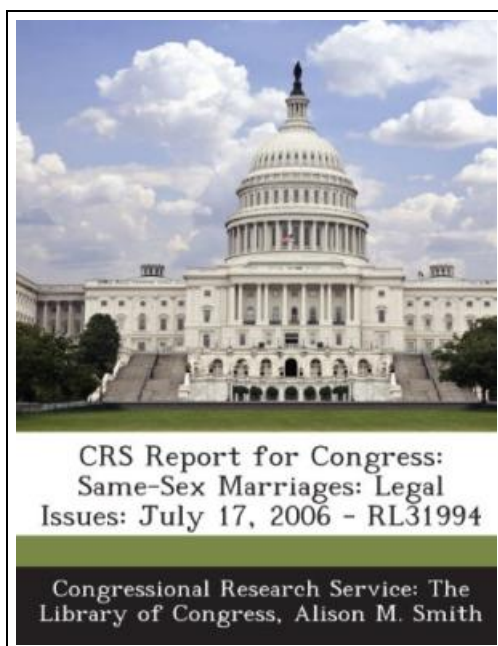 CRS Report for Congress:
Same-Sex Marriages: Legal
Issues: July 17, 2006 - RL31994
Congressional Research Service: The
Library of Congress, Alison M. Smith